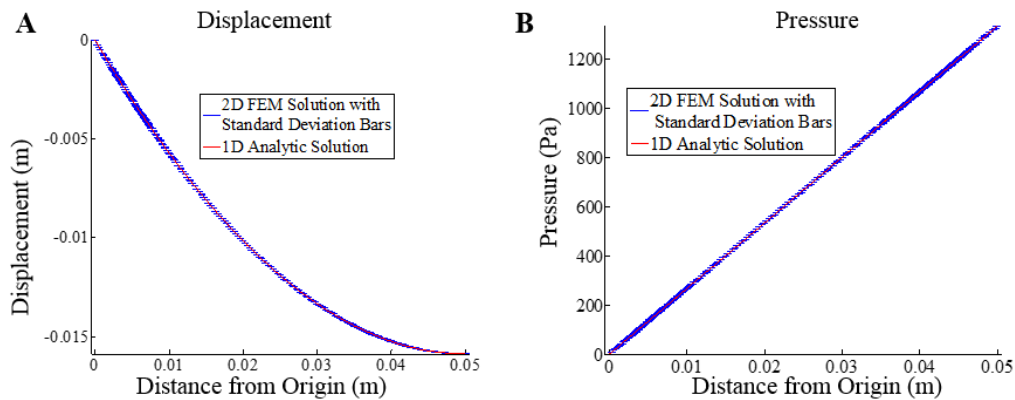 A
Displacement
0
-0.005
-0.01
-0.015
Displacement (m)
2D FEM Solution with
Standard Deviation Bars
1D Analytic Solution
0
0.01
0.02
0.03
0.04
0.05
Distance from Origin (m)
B
Pressure
1200
1000
800
600
400
200
0
Pressure (Pa)
2D FEM Solution with
Standard Deviation Bars
1D Analytic Solution
0
0.01
0.02
0.03
0.04
0.05
Distance from Origin (m)